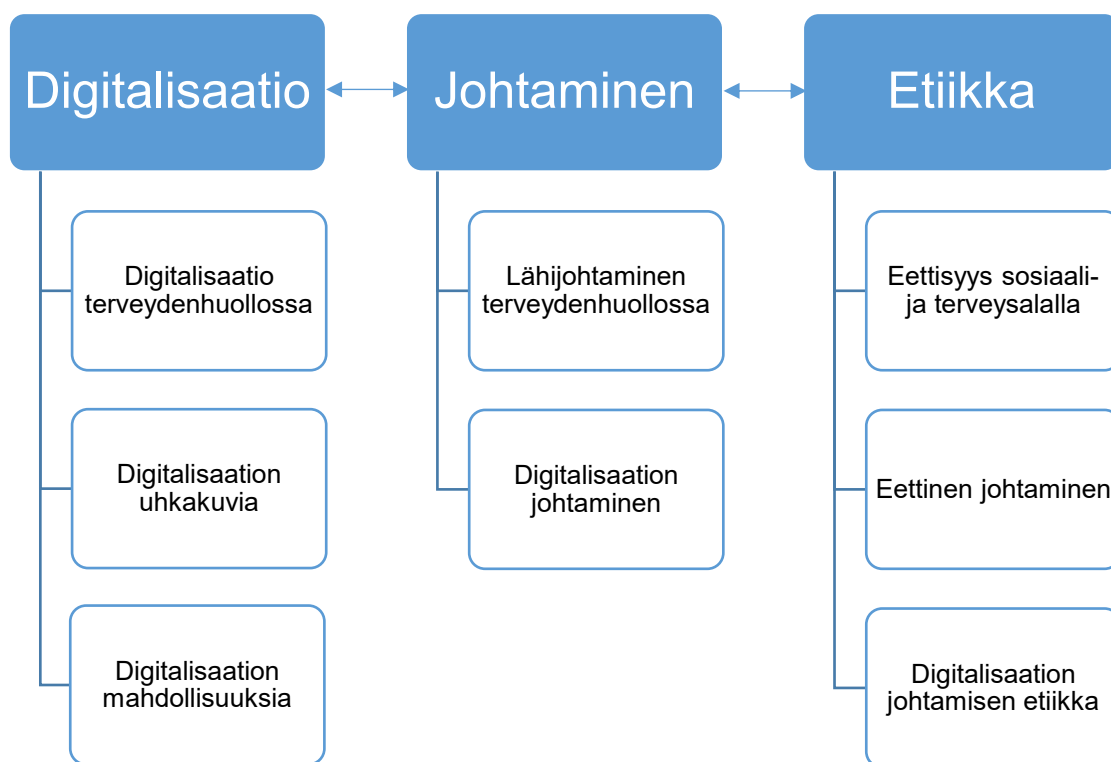 Digitalisaatio
Johtaminen
Etiikka
Digitalisaatio
terveydenhuollossa
Lähijohtaminen
terveydenhuollossa
Eettisyys sosiaali-
ja terveysalalla
Digitalisaation
uhkakuvia
Digitalisaation
johtaminen
Eettinen johtaminen
Digitalisaation
mahdollisuuksia
Digitalisaation
johtamisen etiikka